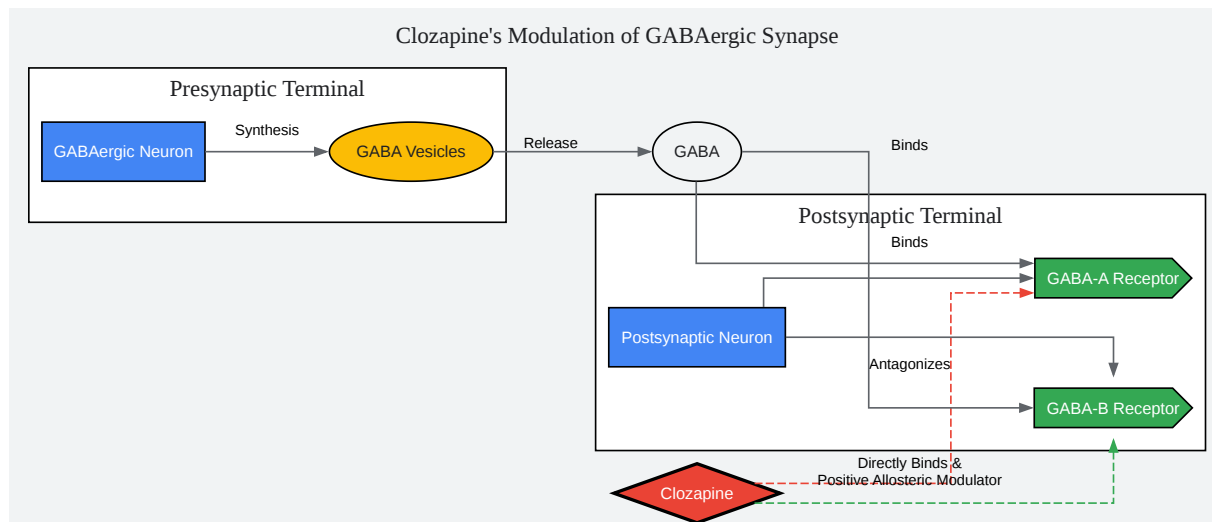 Clozapine's Modulation of GABAergic Synapse
Presynaptic Terminal
GABAergic Neuron
Synthesis
GABA Vesicles
Release
GABA
Binds
Postsynaptic Terminal
Binds
GABA-A Receptor
Postsynaptic Neuron
Antagonizes
GABA-B Receptor
Directly Binds &
Positive Allosteric Modulator
Clozapine